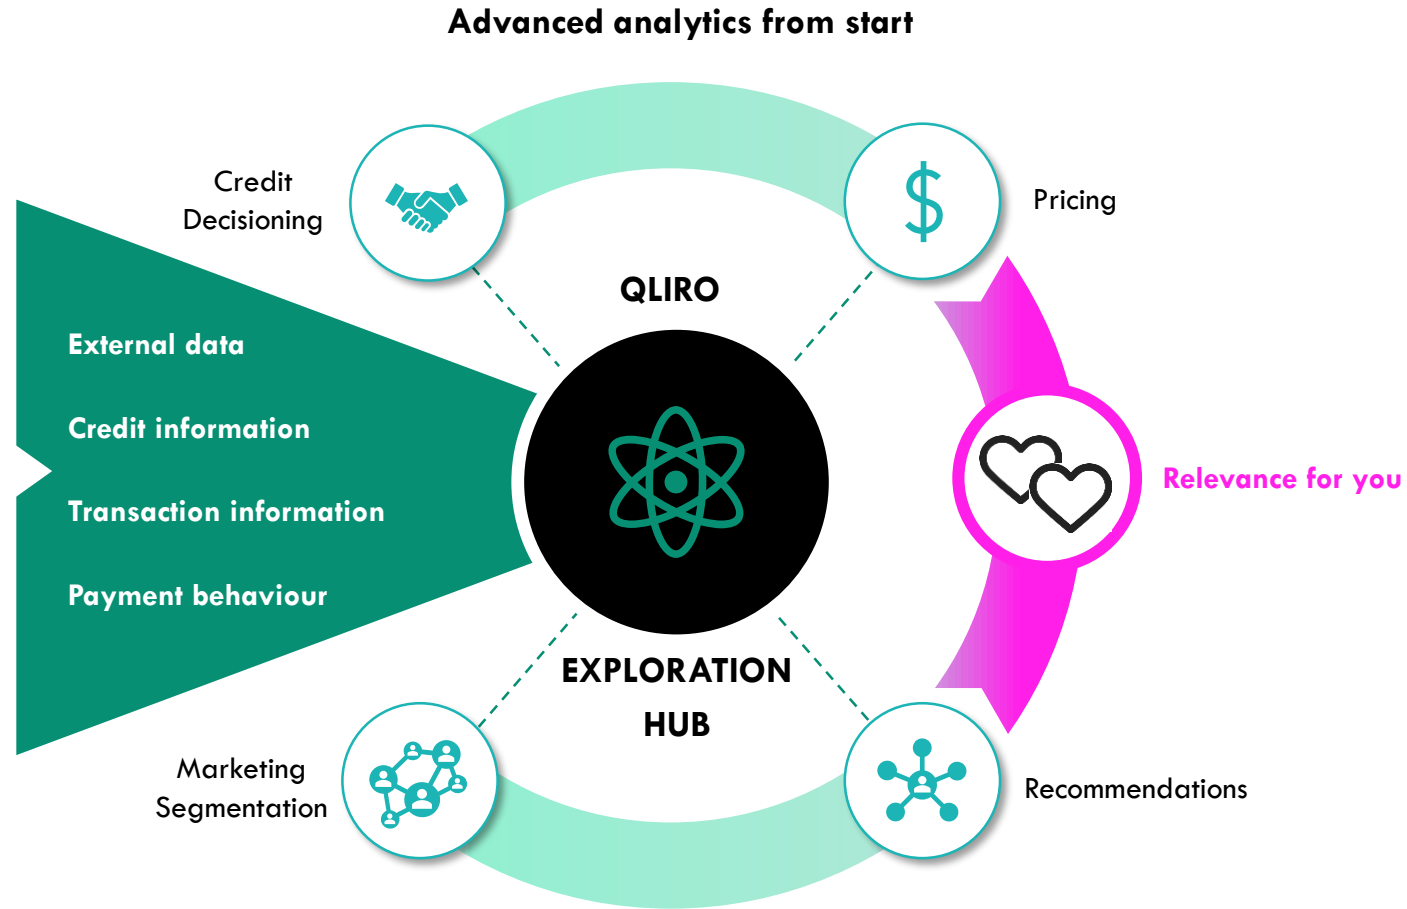 Advanced analytics from start
Credit
Decisioning
Pricing
QLIRO
External data
Credit information
Transaction information
Payment behaviour
Relevance for you
EXPLORATION
HUB
Marketing
Segmentation
Recommendations